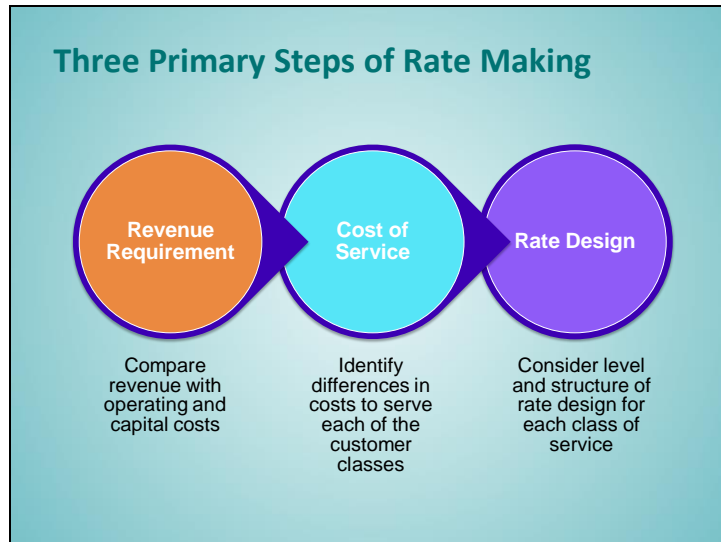 Three Primary Steps of Rate Making
Revenue
Requirement
Cost of
Service
Rate Design
Compare
revenue with
operating and
capital costs
Identify
differences in
costs to serve
each of the
customer
classes
Consider level
and structure of
rate design for
each class of
service